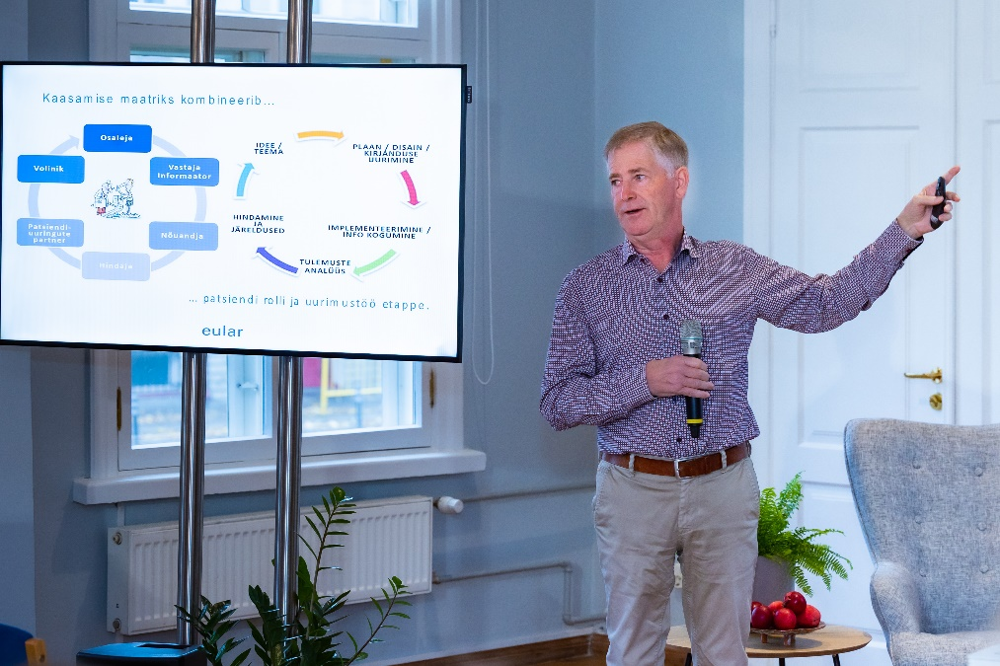 Kaasamise maatriks kombineerib...
Osaleja
Volinik
Vastaja
Informaator
Patsiendi-
uuringute
partner
Nõuandja
Hindaja
IDEE /
TEEMA
PLAAN / DISAIN /
KIRJANDUSE
UURIMINE
HINDAMINE
JA
JÄRELDUSED
IMPLEMENTEERIMINE /
INFO KOGUMINE
TULEMUSTE
ANALÜÜS
... patsiendi rolli ja uurimustöö etappe.
eular